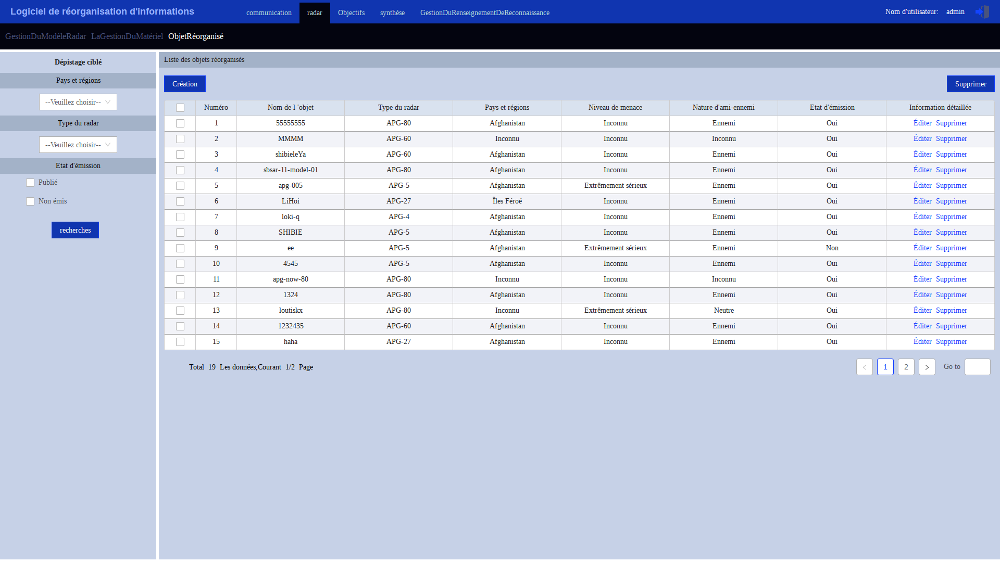 Logiciel de réorganisation d'informations communication radar Objectifs synthèse GestionDuRenseignementDeReconnaissance Nom d'utilisateur: admin
GestionDuModèleRadar LaGestionDuMatériel ObjetRéorganisé
Dépistage ciblé
Pays et régions
--Veuillez choisir--
Type du radar
--Veuillez choisir--
Etat d'émission
Publié
Non émis
recherches
Liste des objets réorganisés
Création Supprimer
Numéro Nom de l 'objet Type du radar Pays et régions Niveau de menace Nature d'ami-ennemi Etat d'émission Information détaillée
1 55555555 APG-80 Afghanistan Inconnu Ennemi Oui Éditer Supprimer
2 MMMM APG-60 Inconnu Inconnu Inconnu Oui Éditer Supprimer
3 shibieleYa APG-60 Afghanistan Inconnu Ennemi Oui Éditer Supprimer
4 sbsar-11-model-01 APG-80 Afghanistan Inconnu Ennemi Oui Éditer Supprimer
5 apg-005 APG-5 Afghanistan Extrêmement sérieux Ennemi Oui Éditer Supprimer
6 LiHoi APG-27 Îles Féroé Inconnu Ennemi Oui Éditer Supprimer
7 loki-q APG-4 Afghanistan Inconnu Ennemi Oui Éditer Supprimer
8 SHIBIE APG-5 Afghanistan Inconnu Ennemi Oui Éditer Supprimer
9 ee APG-5 Afghanistan Extrêmement sérieux Ennemi Non Éditer Supprimer
10 4545 APG-5 Afghanistan Inconnu Ennemi Oui Éditer Supprimer
11 apg-now-80 APG-80 Inconnu Inconnu Inconnu Oui Éditer Supprimer
12 1324 APG-80 Afghanistan Inconnu Ennemi Oui Éditer Supprimer
13 loutiskx APG-80 Inconnu Extrêmement sérieux Neutre Oui Éditer Supprimer
14 1232435 APG-60 Afghanistan Inconnu Ennemi Oui Éditer Supprimer
15 haha APG-27 Afghanistan Inconnu Ennemi Oui Éditer Supprimer
Total 19 Les données,Courant 1/2 Page < 1 2 > Go to